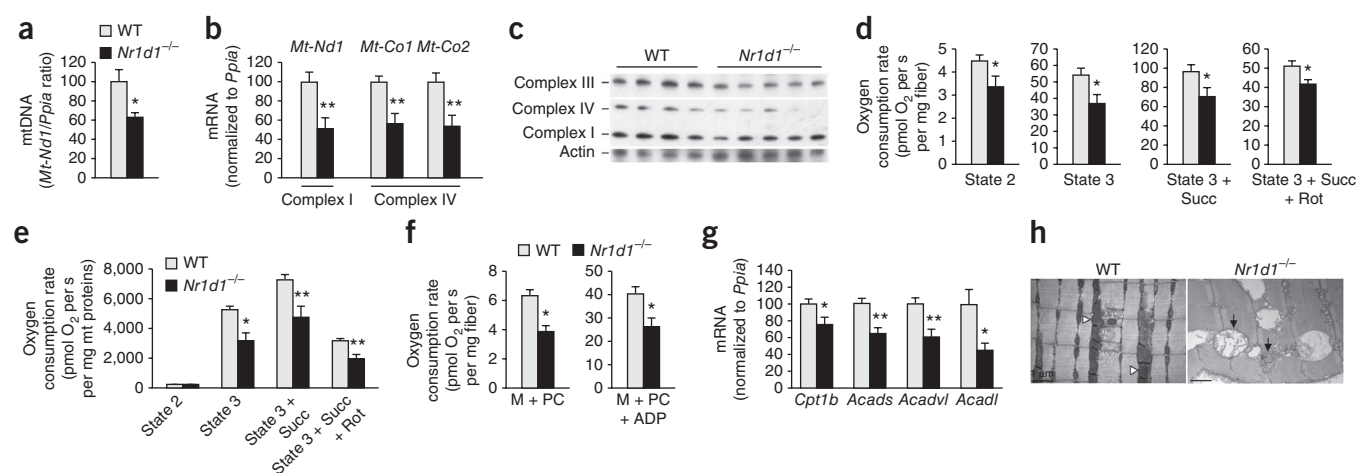 a
WT
Nr1d1–/–
mtDNA
(Mt-Nd1/Ppia ratio)
120
100
80
60
40
20
0
*
b
Mt-Nd1 Mt-Co1 Mt-Co2
mRNA
(normalized to Ppia)
120
100
80
60
40
20
0
** ** **
Complex I Complex IV
c
WT Nr1d1–/–
Complex III
Complex IV
Complex I
Actin
d
Oxygen
consumption rate
(pmol O2 per s
per mg fiber)
5
4
3
2
1
0
*
State 2
70
60
50
40
30
20
10
0
*
State 3
120
100
80
60
40
20
0
*
State 3 +
Succ
60
50
40
30
20
10
0
*
State 3 + Succ
+ Rot
e
WT
Nr1d1–/–
Oxygen
consumption rate
(pmol O2 per s
per mg mt proteins)
8,000
6,000
4,000
2,000
0
* ** **
State 2
State 3
State 3 +
Succ
State 3 + Succ
+ Rot
f
WT Nr1d1–/–
Oxygen
consumption rate
(pmol O2 per s
per mg fiber)
8
6
4
2
0
*
M + PC
50
40
30
20
10
0
*
M + PC
+ ADP
g
mRNA
(normalized to Ppia)
140
120
100
80
60
40
20
0
* ** ** *
Cpt1b Acads Acadvl Acadl
h
WT Nr1d1–/–